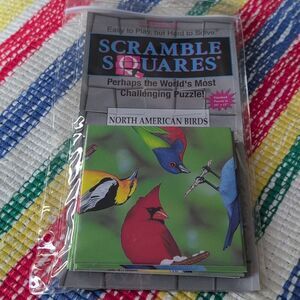 Easy to Play, but Hard to Solve
SCRAMBLE
SQUARES®
Perhaps the World's Most
Challenging Puzzle!
NORTH AMERICAN BIRDS